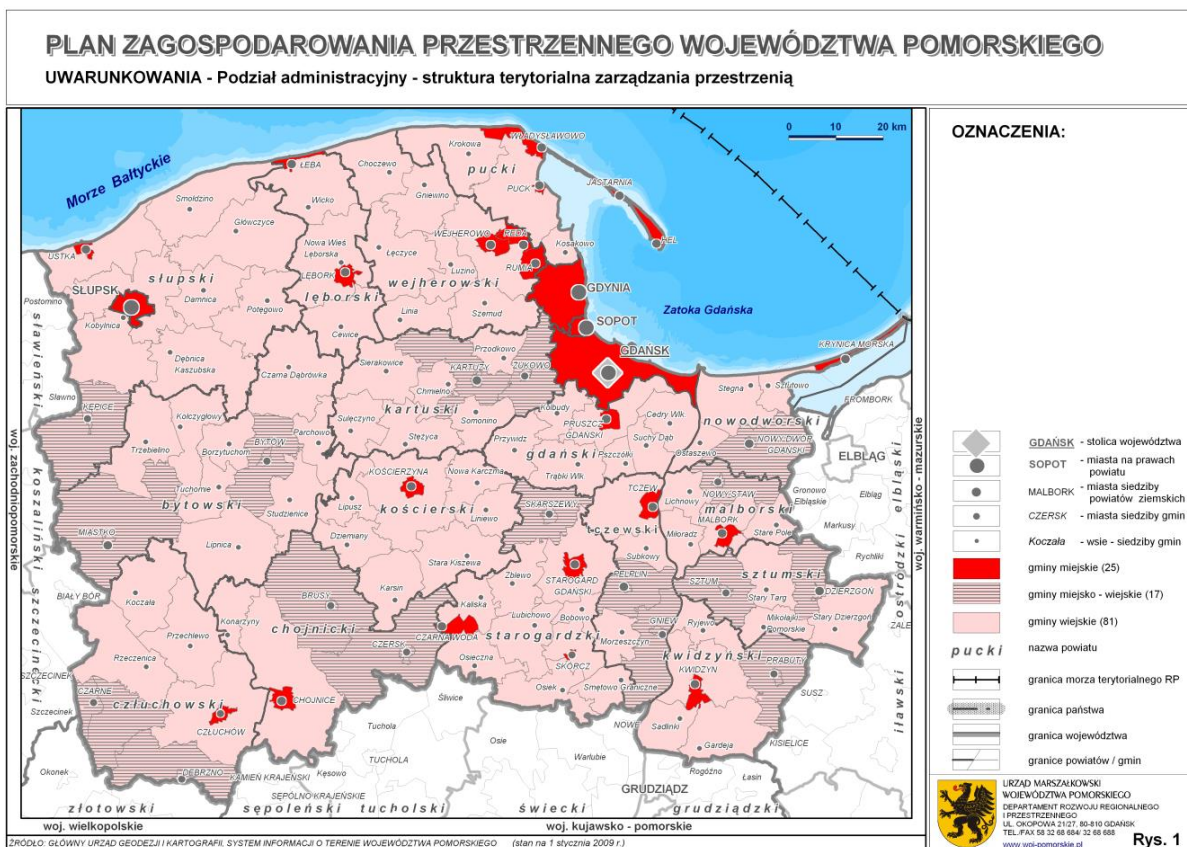 PLAN ZAGOSPODAROWANIA PRZESTRZENNEGO WOJEWÓDZTWA POMORSKIEGO
UWARUNKOWANIA - Podział administracyjny - struktura terytorialna zarządzania przestrzenią
0 10 20 km
Morze Bałtyckie
Zatoka Gdańska
WŁADYSŁAWOWO
Krokowa
pucki
ŁEBA
Choczewo
PUCK
JASTARNIA
Smołdzino
Wicko
Gniewino
HEL
Główczyce
USTKA
Nowa Wieś
Lęborska
Łęczyce
WEJHEROWO
REDA
Kosakowo
RUMIA
słupski
LĘBORK
Luzino
lęborski
wejherowski
Postomino
SŁUPSK
Damnica
Potęgowo
Linia
Szemud
GDYNIA
Kobylnica
Cewice
SOPOT
Przodkowo
GDAŃSK
KRYNICA MORSKA
Dębnica
Kaszubska
Czarna Dąbrówka
Sierakowice
KARTUZY
ŻUKOWO
Chmielno
Stegna
Sztutowo
Sławno
KĘPICE
Kołczygłowy
Sulęczyno
kartuski
Somonino
Kolbudy
PRUSZCZ
GDAŃSKI
Cedry Wlk
FROMBORK
Trzebielino
BYTÓW
Parchowo
Borzytuchom
Stężyca
Przywidz
gdański
Suchy Dąb
nowodworski
NOWY DWÓR
GDAŃSKI
Ostaszewo
Pszczółki
Trąbki Wlk
ELBLĄG
Tuchomie
bytowski
Studzienice
KOŚCIERZYNA
Nowa Karczma
Lipusz
kościerski
Liniewo
SKARSZEWY
TCZEW
Lichnowy
NOWY STAW
Gronowo
Elbląskie
Elbląg
tczewski
malborski
MALBORK
Miłoradz
Stare Pole
Markusy
MIASTKO
Lipnica
Dziemiany
Stara Kiszewa
Subkowy
Rychliki
BIAŁY BÓR
Karsin
Zblewo
STAROGARD
GDAŃSKI
PELPLIN
SZTUM
sztumski
DZIERZGOŃ
Koczała
Konarzyny
BRUSY
Kaliska
Lubichowo
Bobowo
GNIEW
Stary Targ
Mikołajki
Pomorskie
Stary Dzierzgoń
ZALE
chojnicki
CZARNA WODA
starogardzki
Ryjewo
Przechlewo
Morzeszczyn
kwidzyński
Rzeczenica
CZERSK
Osieczna
SKÓRCZ
KWIDZYN
PRABUTY
SZCZECINEK
CZARNE
Osiek
Smętowo Graniczne
SUSZ
Szczecinek
człuchowski
CHOJNICE
Śliwice
Sadlinki
CZŁUCHÓW
Tuchola
NOWE
Gardeja
KISIELICE
Okonek
DEBRZNO
KAMIEŃ KRAJEŃSKI
Kęsowo
TUCHOLA
Osie
Warlubie
Rogóźno
Łasin
SĘPÓLNO KRAJEŃSKIE
GRUDZIĄDZ
złotowski
sępoleński
tucholski
świecki
grudziądzki
sławieński
koszaliński
szczecinecki
elbląski
ostródzki
iławski
woj. zachodniopomorskie
woj. warmińsko - mazurskie
woj. wielkopolskie
woj. kujawsko - pomorskie
ŹRÓDŁO: GŁÓWNY URZĄD GEODEZJI I KARTOGRAFII, SYSTEM INFORMACJI O TERENIE WOJEWÓDZTWA POMORSKIEGO (stan na 1 stycznia 2009 r.)
OZNACZENIA:
GDAŃSK - stolica województwa
SOPOT - miasta na prawach powiatu
MALBORK - miasta siedziby powiatów ziemskich
CZERSK - miasta siedziby gmin
Koczała - wsie - siedziby gmin
gminy miejskie (25)
gminy miejsko - wiejskie (17)
gminy wiejskie (81)
pucki nazwa powiatu
granica morza terytorialnego RP
granica państwa
granica województwa
granice powiatów / gmin
URZĄD MARSZAŁKOWSKI
WOJEWÓDZTWA POMORSKIEGO
DEPARTAMENT ROZWOJU REGIONALNEGO
I PRZESTRZENNEGO
UL. OKOPOWA 21/27, 80-810 GDAŃSK
TEL./FAX 58 32 68 684/ 32 68 688
www.woj-pomorskie.pl
Rys. 1